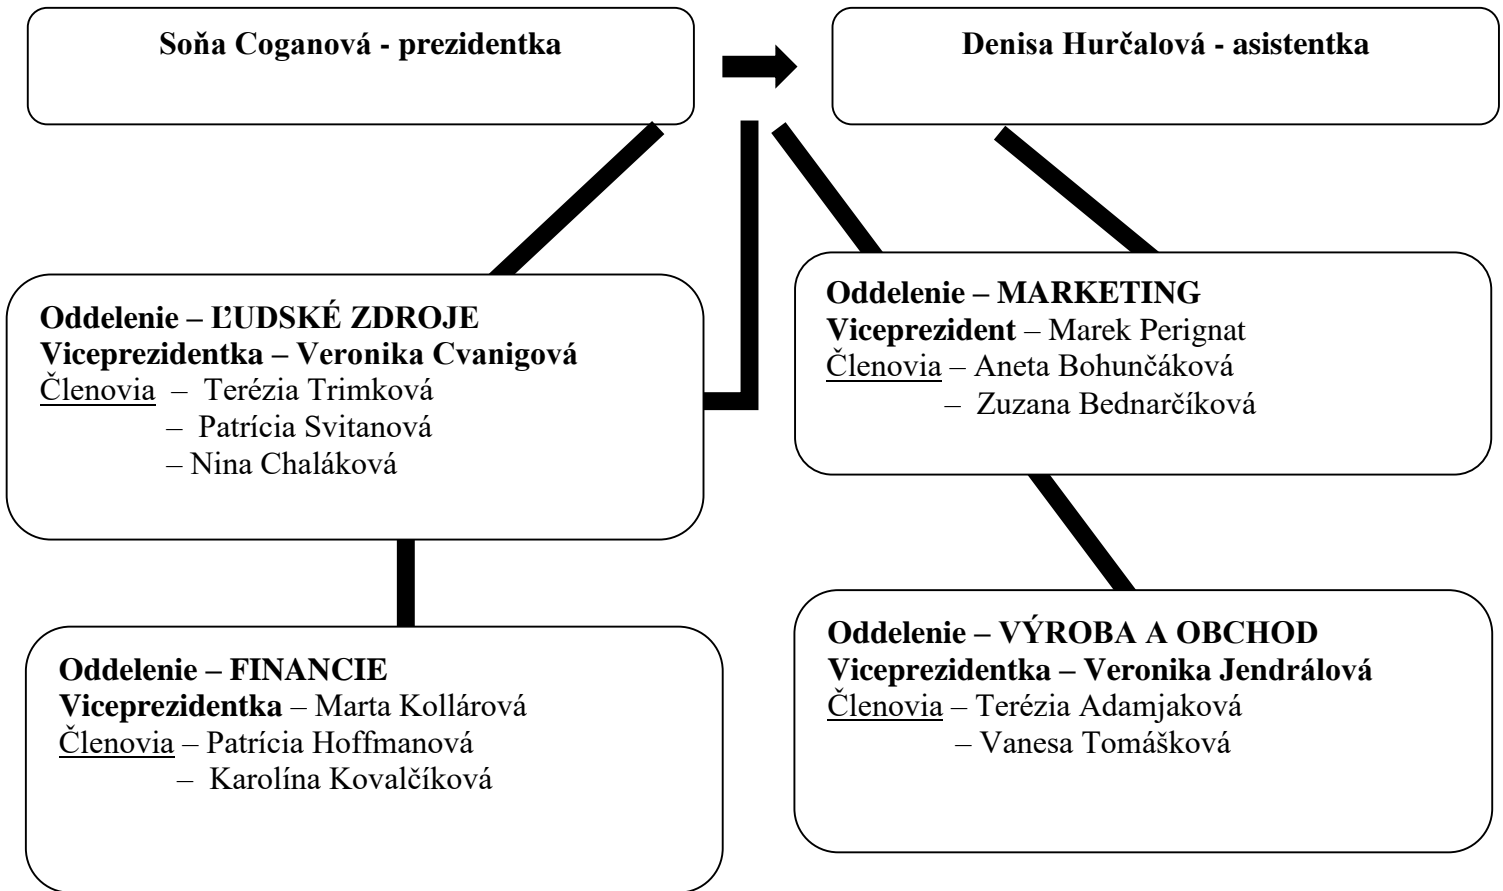 Soňa Coganová - prezidentka
Denisa Hurčalová - asistentka
Oddelenie – ĽUDSKÉ ZDROJE
Viceprezidentka – Veronika Cvanigová
Členovia – Terézia Trimková
– Patrícia Svitanová
– Nina Chaláková
Oddelenie – MARKETING
Viceprezident – Marek Perignat
Členovia – Aneta Bohunčáková
– Zuzana Bednarčíková
Oddelenie – FINANCIE
Viceprezidentka – Marta Kollárová
Členovia – Patrícia Hoffmanová
– Karolína Kovalčíková
Oddelenie – VÝROBA A OBCHOD
Viceprezidentka – Veronika Jendrálová
Členovia – Terézia Adamjaková
– Vanesa Tomášková